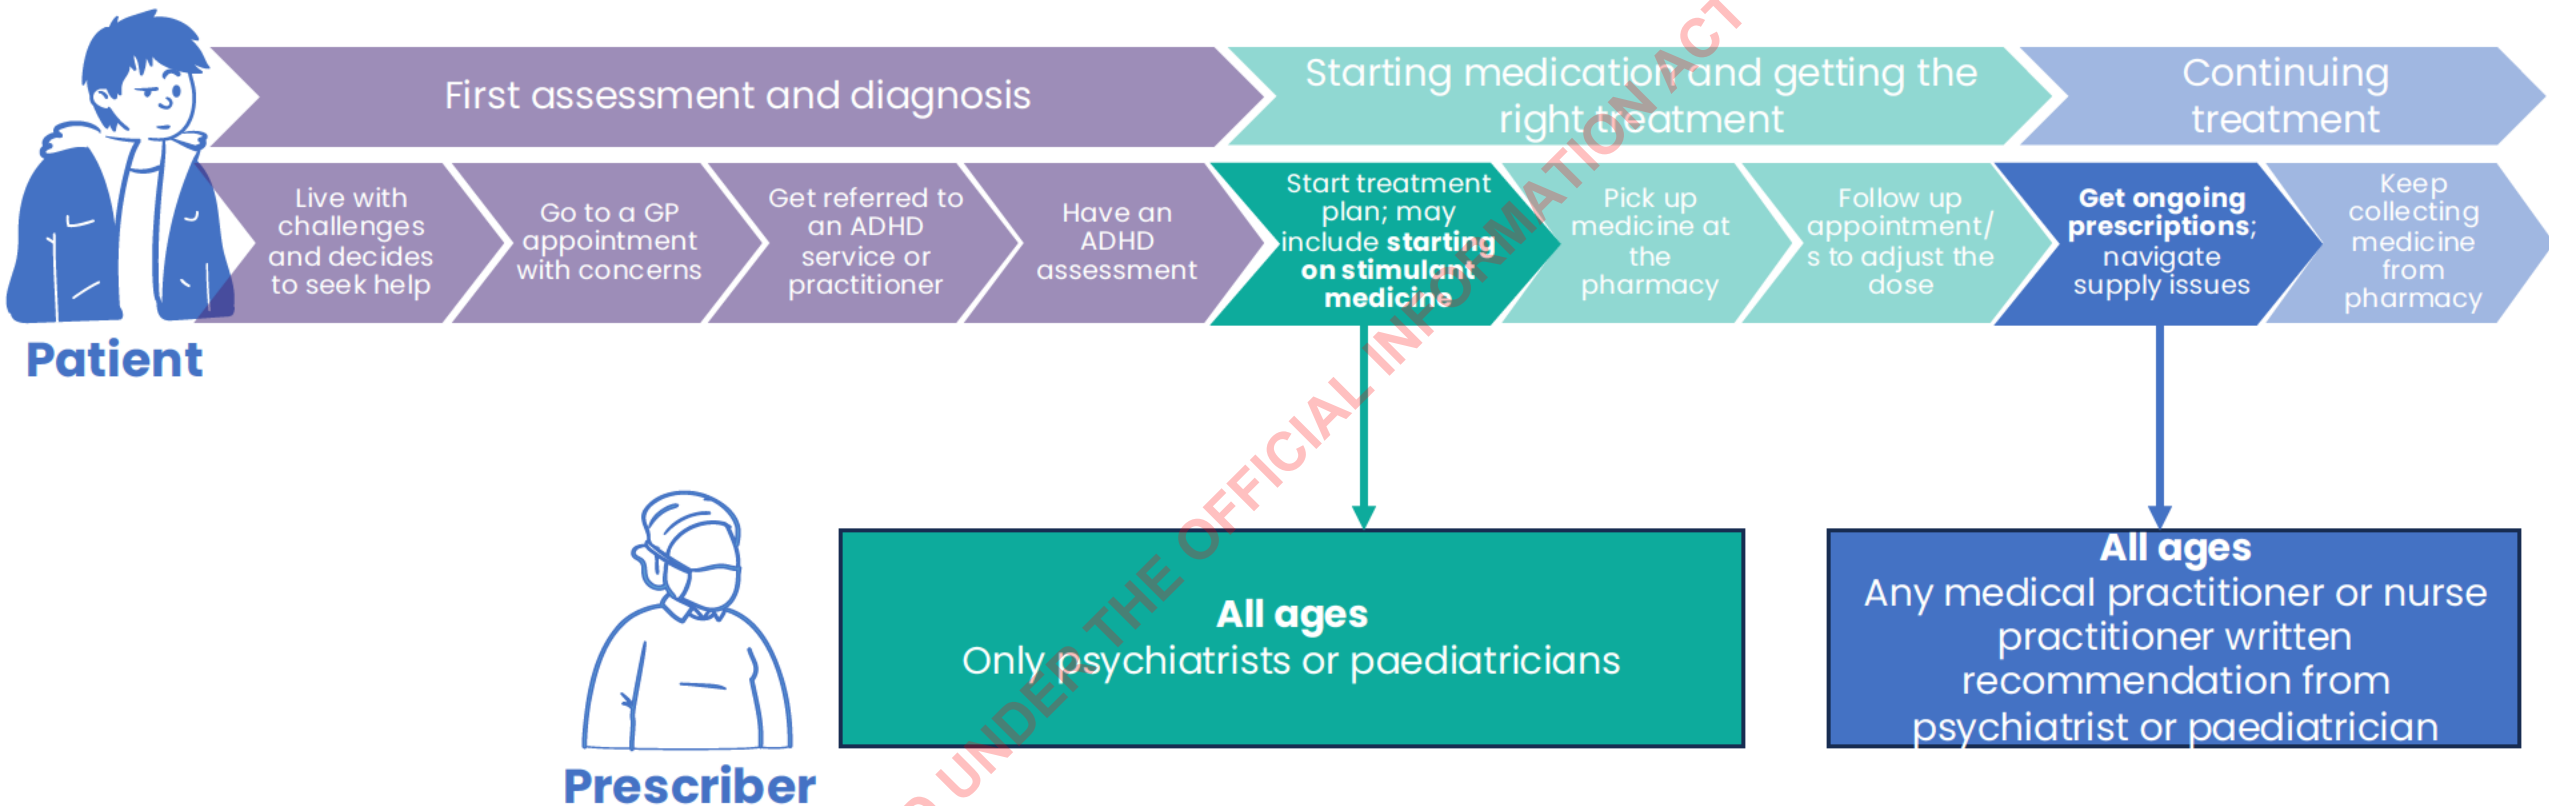 First assessment and diagnosis
Starting medication and getting the
right treatment
Continuing
treatment
Live with
challenges
and decides
to seek help
Go to a GP
appointment
with concerns
Get referred to
an ADHD
service or
practitioner
Have an
ADHD
assessment
Start treatment
plan; may
include starting
on stimulant
medicine
Pick up
medicine at
the
pharmacy
Follow up
appointment/
s to adjust the
dose
Get ongoing
prescriptions;
navigate
supply issues
Keep
collecting
medicine
from
pharmacy
Patient
All ages
Only psychiatrists or paediatricians
All ages
Any medical practitioner or nurse
practitioner written
recommendation from
psychiatrist or paediatrician
Prescriber
UNDER THE OFFICIAL INFORMATION ACT